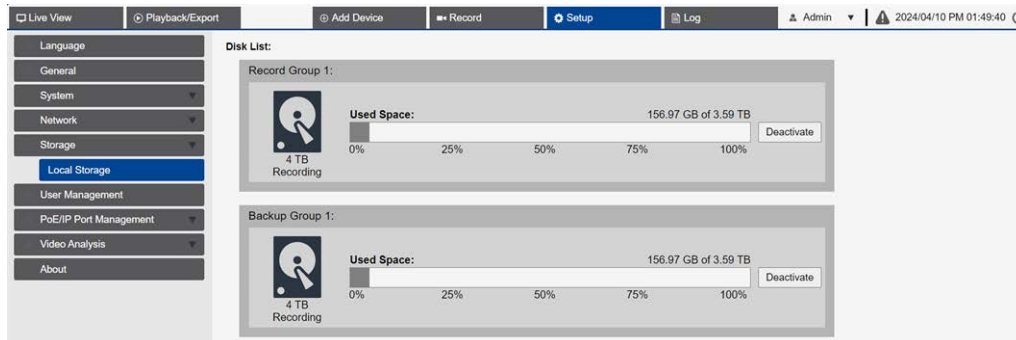 Live View
Playback/Export
Add Device
Record
Setup
Log
Admin
2024/04/10 PM 01:49:40
Language
General
System
Network
Storage
Local Storage
User Management
PoE/IP Port Management
Video Analysis
About
Disk List:
Record Group 1:
Used Space: 156.97 GB of 3.59 TB
Deactivate
0% 25% 50% 75% 100%
4 TB
Recording
Backup Group 1:
Used Space: 156.97 GB of 3.59 TB
Deactivate
0% 25% 50% 75% 100%
4 TB
Recording